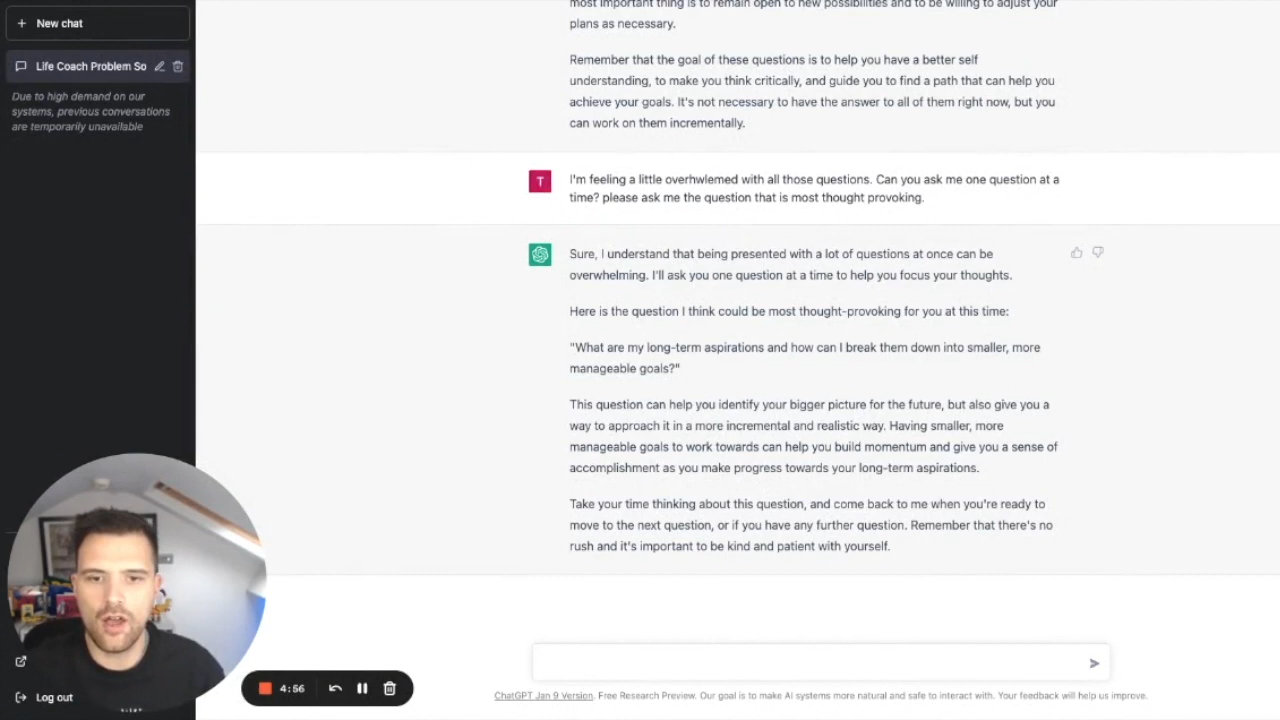 New chat
Life Coach Problem So
Due to high demand on our
systems, previous conversations
are temporarily unavailable
most important thing is to remain open to new possibilities and to be willing to adjust your
plans as necessary.
Remember that the goal of these questions is to help you have a better self
understanding, to make you think critically, and guide you to find a path that can help you
achieve your goals. It's not necessary to have the answer to all of them right now, but you
can work on them incrementally.
T
I'm feeling a little overhwlemed with all those questions. Can you ask me one question at a
time? please ask me the question that is most thought provoking.
Sure, I understand that being presented with a lot of questions at once can be
overwhelming. I'll ask you one question at a time to help you focus your thoughts.
Here is the question I think could be most thought-provoking for you at this time:
"What are my long-term aspirations and how can I break them down into smaller, more
manageable goals?"
This question can help you identify your bigger picture for the future, but also give you a
way to approach it in a more incremental and realistic way. Having smaller, more
manageable goals to work towards can help you build momentum and give you a sense of
accomplishment as you make progress towards your long-term aspirations.
Take your time thinking about this question, and come back to me when you're ready to
move to the next question, or if you have any further question. Remember that there's no
rush and it's important to be kind and patient with yourself.
Log out
4:56
ChatGPT Jan 9 Version. Free Research Preview. Our goal is to make AI systems more natural and safe to interact with. Your feedback will help us improve.